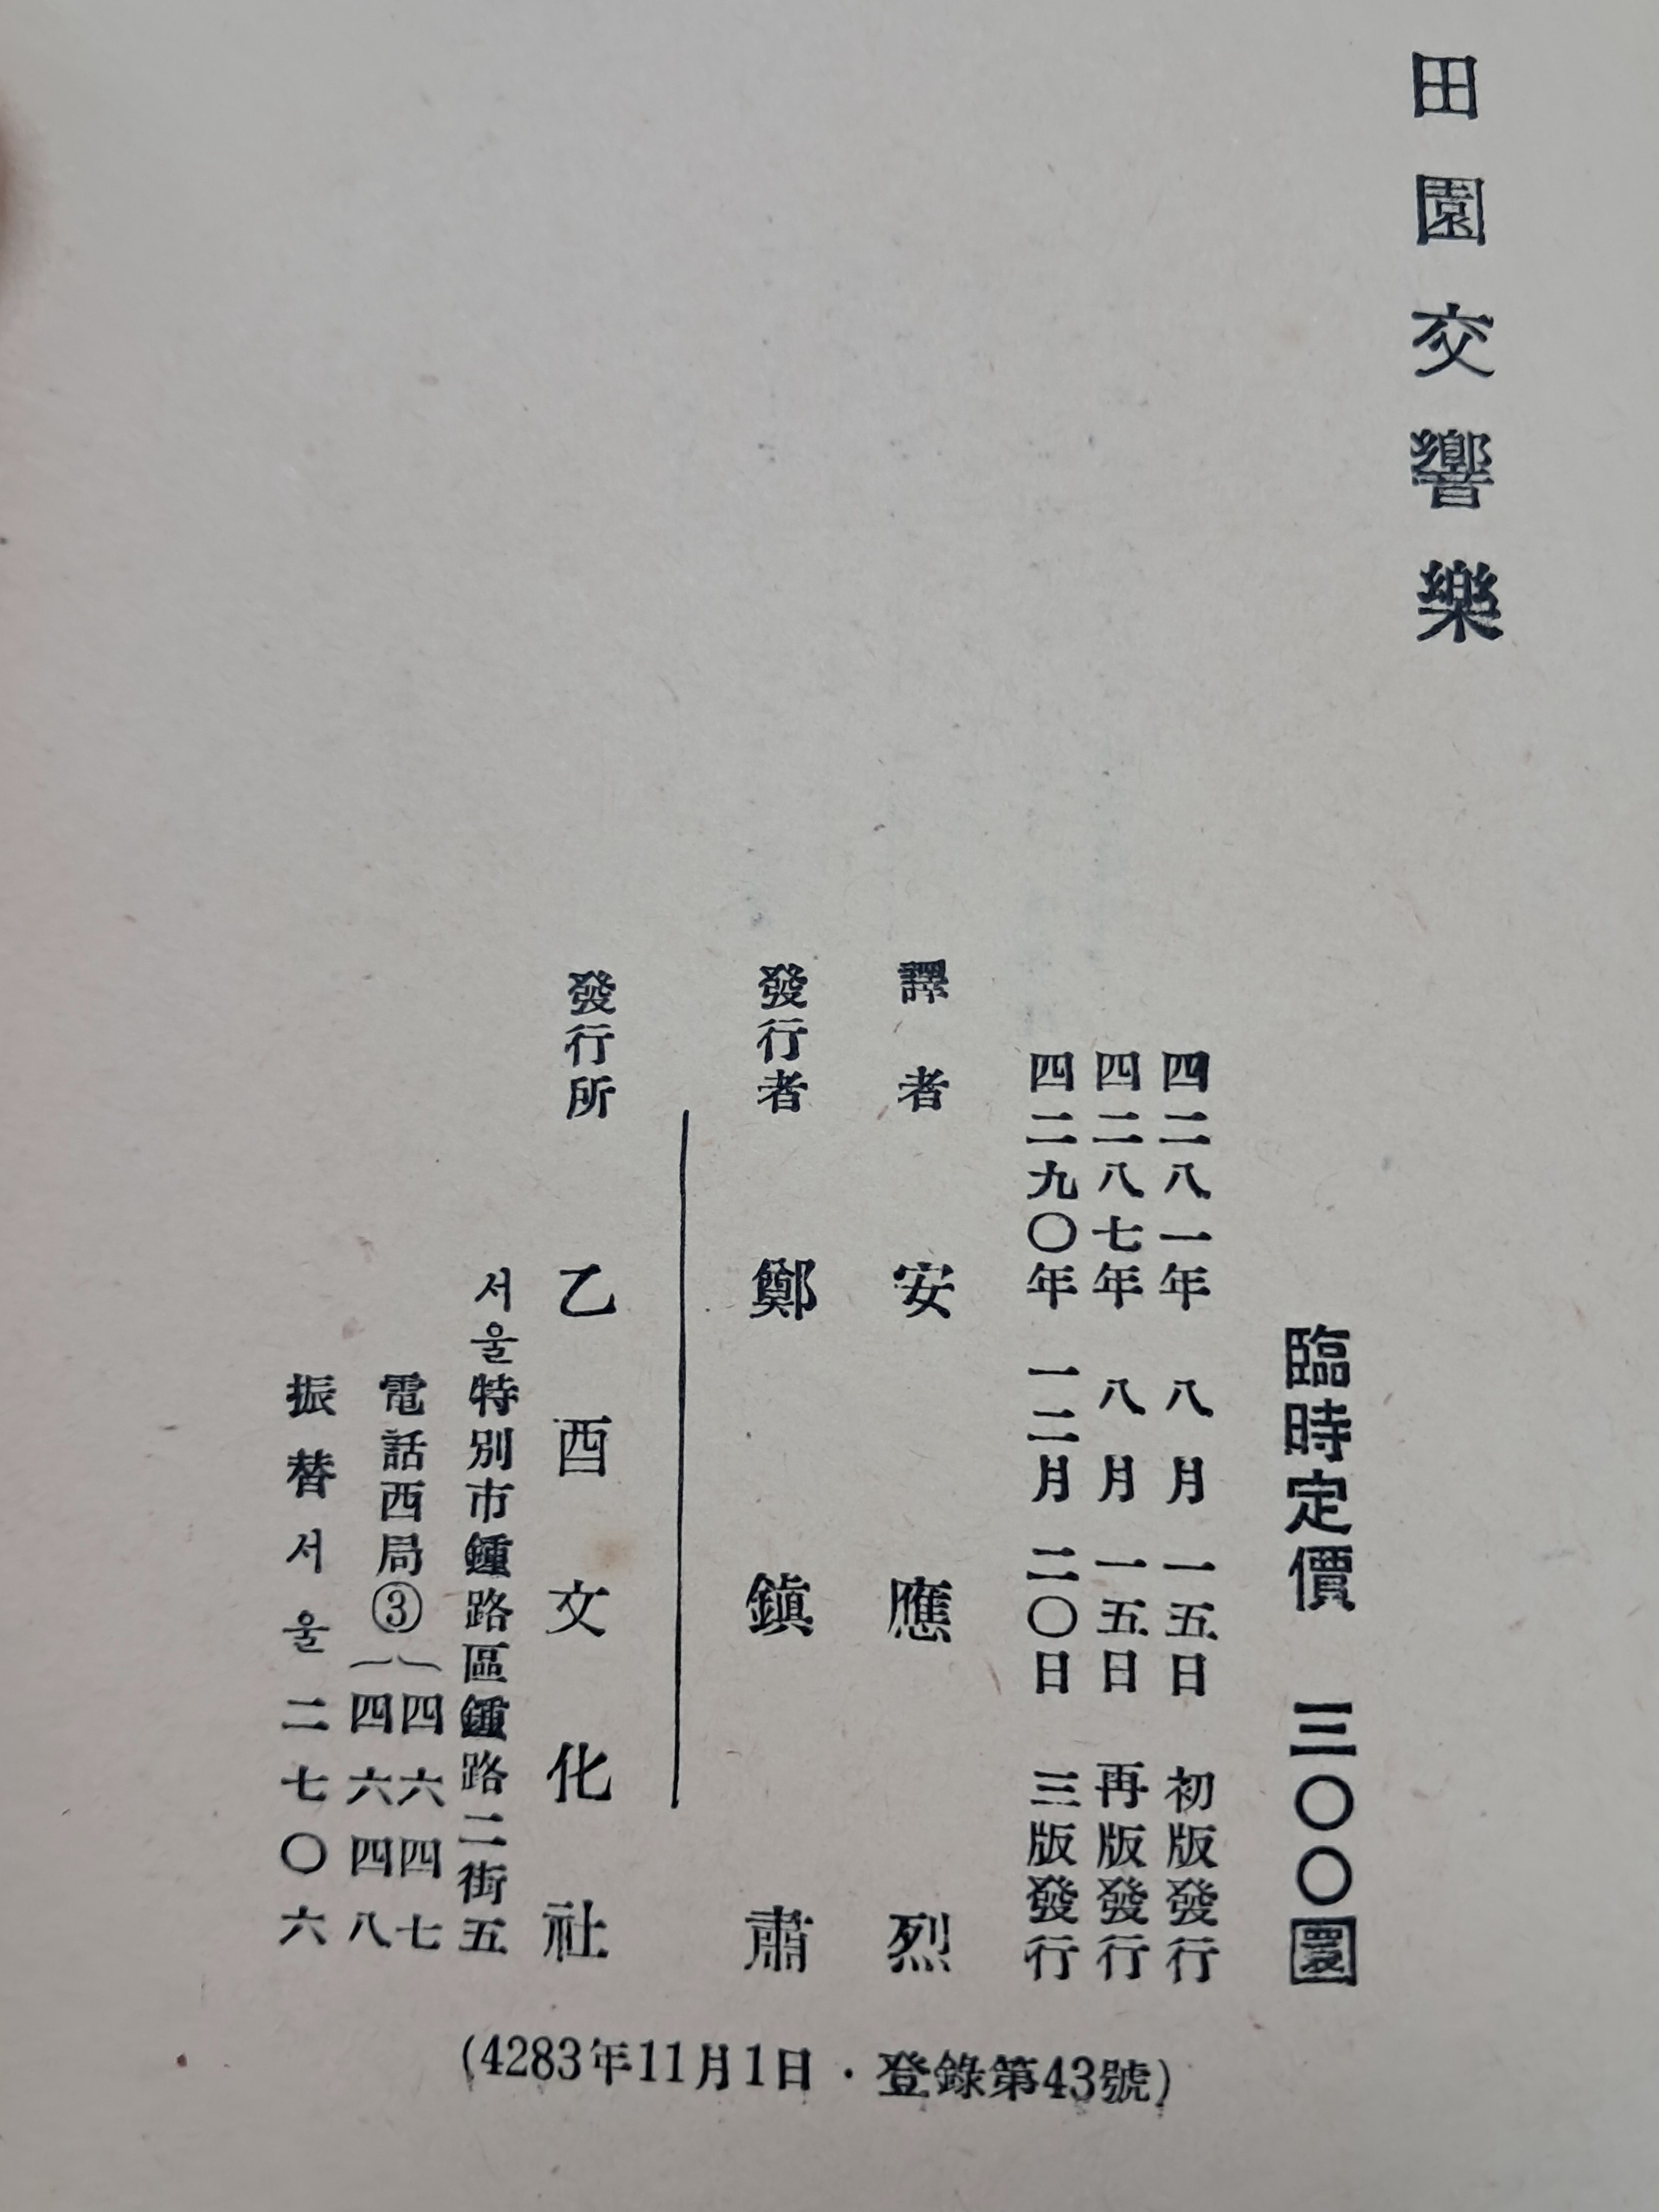 田園交響樂
臨時定價 三〇〇圜
四二八一年 八月一五日 初版發行
四二八七年 八月一五日 再版發行
四二九〇年 一二月二〇日 三版發行
譯者 安應烈
發行者 鄭鎭肅
發行所 乙酉文化社
서울特別市鍾路區鍾路二街五
電話西局③
四六四七
四六四八
振替서울二七〇六
(4283年11月1日・登錄第43號)